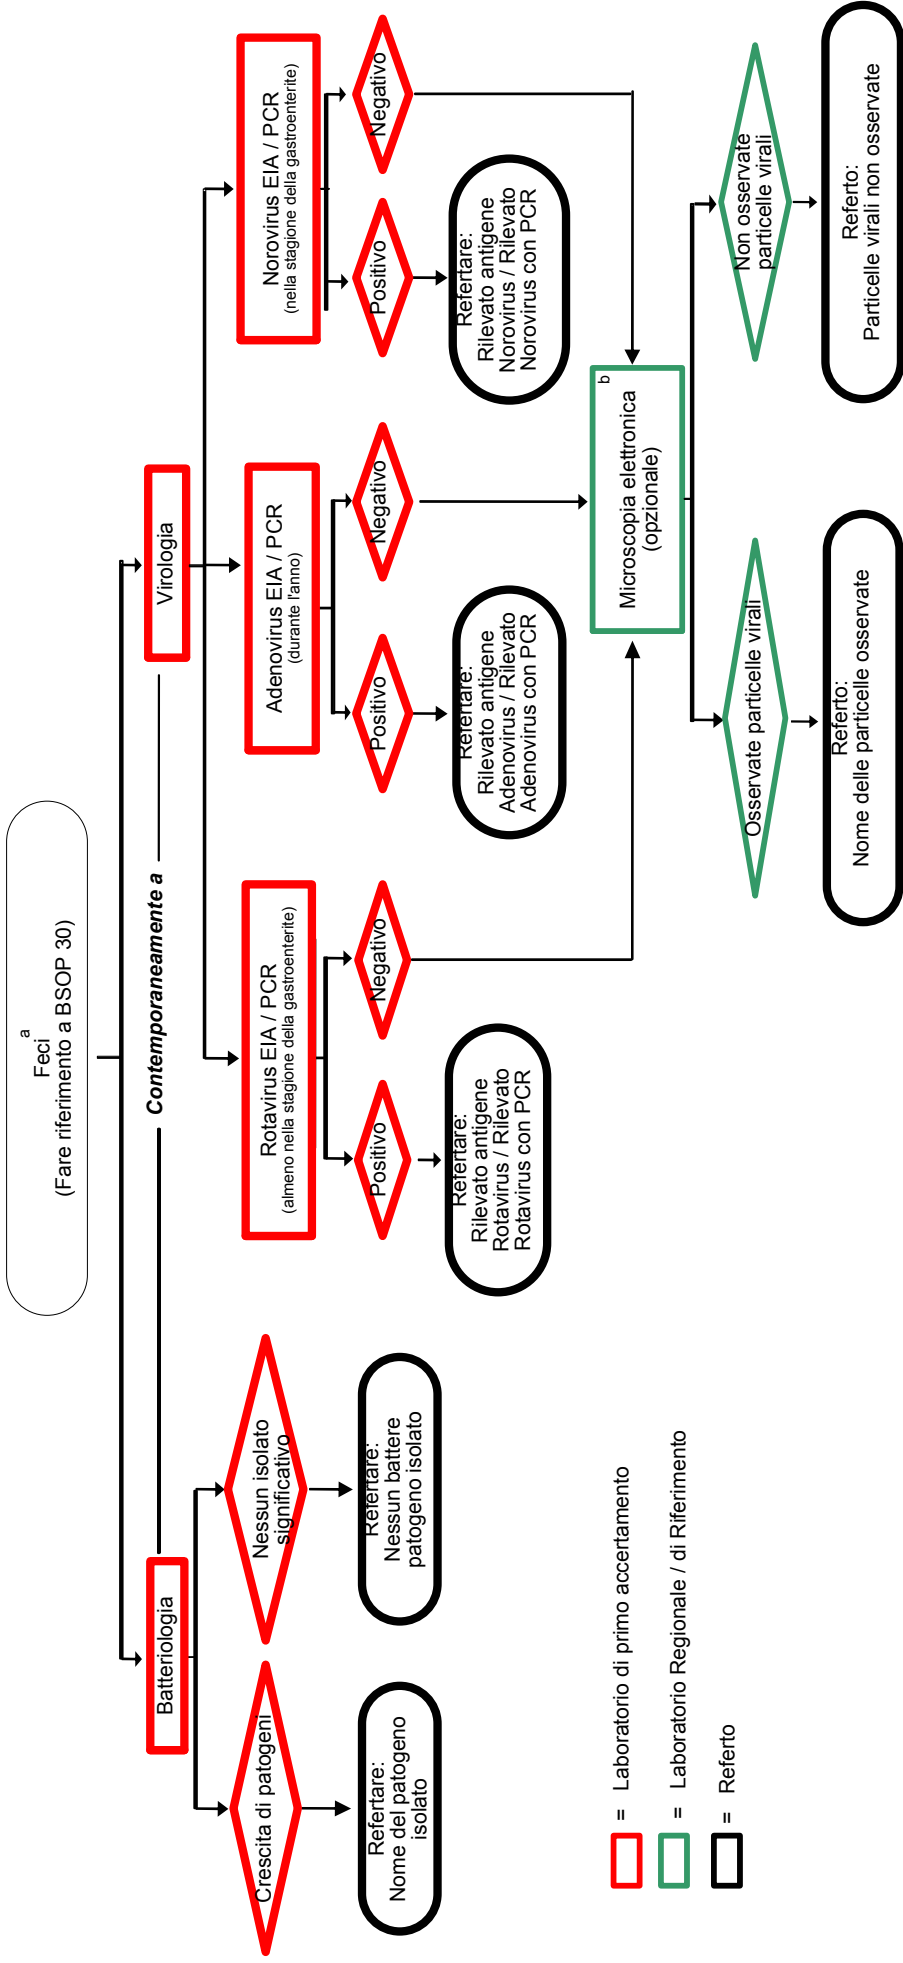 Feci a
(Fare riferimento a BSOP 30)
Contemporaneamente a
Batteriologia
Virologia
Crescita di patogeni
Nessun isolato
significativo
Refertare:
Nome del patogeno
isolato
Refertare:
Nessun battere
patogeno isolato
Rotavirus EIA / PCR
(almeno nella stagione della gastroenterite)
Adenovirus EIA / PCR
(durante l'anno)
Norovirus EIA / PCR
(nella stagione della gastroenterite)
Positivo
Negativo
Positivo
Negativo
Positivo
Negativo
Refertare:
Rilevato antigene
Rotavirus / Rilevato
Rotavirus con PCR
Refertare:
Rilevato antigene
Adenovirus / Rilevato
Adenovirus con PCR
Refertare:
Rilevato antigene
Norovirus / Rilevato
Norovirus con PCR
b
Microscopia elettronica
(opzionale)
Osservate particelle virali
Non osservate
particelle virali
Referto:
Nome delle particelle osservate
Referto:
Particelle virali non osservate
= Laboratorio di primo accertamento
= Laboratorio Regionale / di Riferimento
= Referto